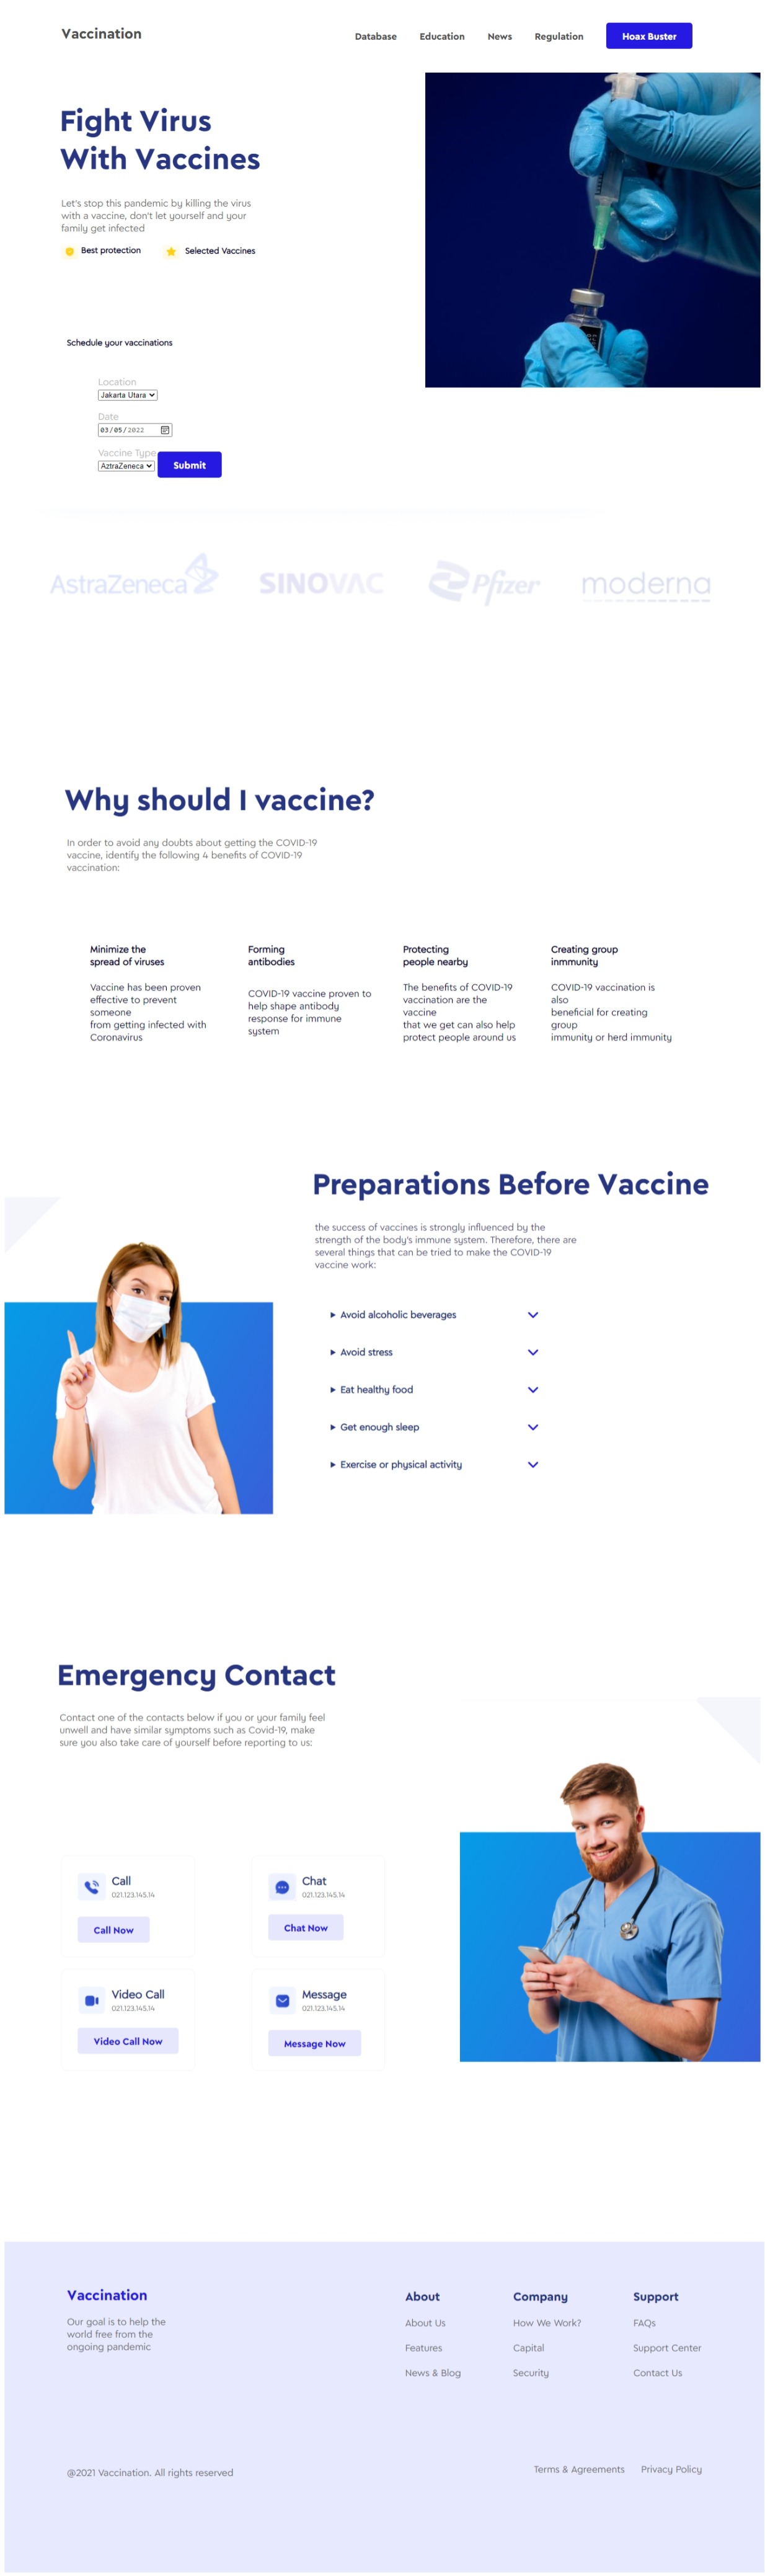 Vaccination
Database Education News Regulation Hoax Buster
Fight Virus
With Vaccines
Let's stop this pandemic by killing the virus
with a vaccine, don't let yourself and your
family get infected
Best protection Selected Vaccines
Schedule your vaccinations
Location
Jakarta Utara
Date
03/05/2022
Vaccine Type
AztraZeneca Submit
AstraZeneca SINOVAC Pfizer moderna
Why should I vaccine?
In order to avoid any doubts about getting the COVID-19
vaccine, identify the following 4 benefits of COVID-19
vaccination:
Minimize the
spread of viruses
Vaccine has been proven
effective to prevent
someone
from getting infected with
Coronavirus
Forming
antibodies
COVID-19 vaccine proven to
help shape antibody
response for immune
system
Protecting
people nearby
The benefits of COVID-19
vaccination are the
vaccine
that we get can also help
protect people around us
Creating group
inmmunity
COVID-19 vaccination is
also
beneficial for creating
group
immunity or herd immunity
Preparations Before Vaccine
the success of vaccines is strongly influenced by the
strength of the body's immune system. Therefore, there are
several things that can be tried to make the COVID-19
vaccine work:
Avoid alcoholic beverages
Avoid stress
Eat healthy food
Get enough sleep
Exercise or physical activity
Emergency Contact
Contact one of the contacts below if you or your family feel
unwell and have similar symptoms such as Covid-19, make
sure you also take care of yourself before reporting to us:
Call
021.123.145.14
Call Now
Chat
021.123.145.14
Chat Now
Video Call
021.123.145.14
Video Call Now
Message
021.123.145.14
Message Now
Vaccination
Our goal is to help the
world free from the
ongoing pandemic
About
About Us
Features
News & Blog
Company
How We Work?
Capital
Security
Support
FAQs
Support Center
Contact Us
@2021 Vaccination. All rights reserved
Terms & Agreements Privacy Policy